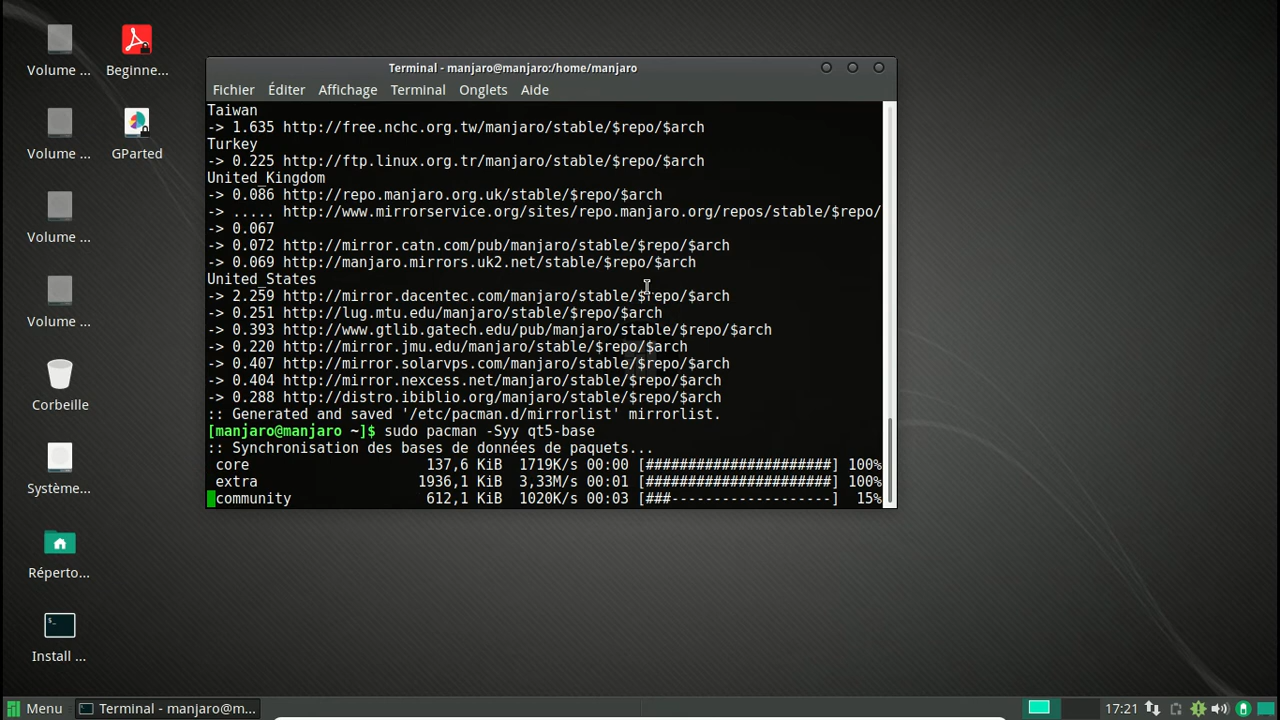 Volume ...
Beginne...
Volume ...
GParted
Volume ...
Volume ...
Corbeille
Système...
Réperto...
Install ...
Terminal - manjaro@manjaro:/home/manjaro
Fichier Éditer Affichage Terminal Onglets Aide
Taiwan
-> 1.635 http://free.nchc.org.tw/manjaro/stable/$repo/$arch
Turkey
-> 0.225 http://ftp.linux.org.tr/manjaro/stable/$repo/$arch
United_Kingdom
-> 0.086 http://repo.manjaro.org.uk/stable/$repo/$arch
-> ..... http://www.mirrorservice.org/sites/repo.manjaro.org/repos/stable/$repo/
-> 0.067
-> 0.072 http://mirror.catn.com/pub/manjaro/stable/$repo/$arch
-> 0.069 http://manjaro.mirrors.uk2.net/stable/$repo/$arch
United_States
-> 2.259 http://mirror.dacentec.com/manjaro/stable/$repo/$arch
-> 0.251 http://lug.mtu.edu/manjaro/stable/$repo/$arch
-> 0.393 http://www.gtlib.gatech.edu/pub/manjaro/stable/$repo/$arch
-> 0.220 http://mirror.jmu.edu/manjaro/stable/$repo/$arch
-> 0.407 http://mirror.solarvps.com/manjaro/stable/$repo/$arch
-> 0.404 http://mirror.nexcess.net/manjaro/stable/$repo/$arch
-> 0.288 http://distro.ibiblio.org/manjaro/stable/$repo/$arch
:: Generated and saved '/etc/pacman.d/mirrorlist' mirrorlist.
[manjaro@manjaro ~]$ sudo pacman -Syy qt5-base
:: Synchronisation des bases de données de paquets...
core 137,6 KiB 1719K/s 00:00 [######################] 100%
extra 1936,1 KiB 3,33M/s 00:01 [######################] 100%
community 612,1 KiB 1020K/s 00:03 [###-------------------] 15%
Menu Terminal - manjaro@m... 17:21